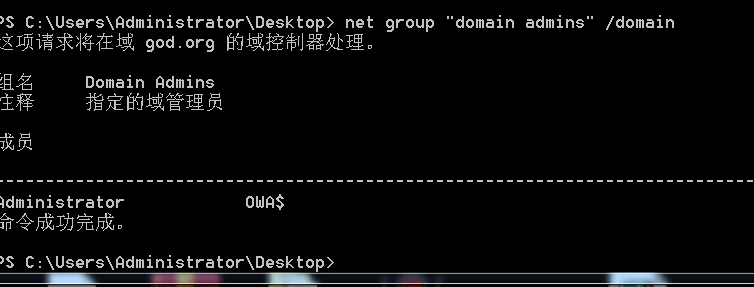 PS C:\Users\Administrator\Desktop> net group "domain admins" /domain
这项请求将在域 god.org 的域控制器处理。
组名 Domain Admins
注释 指定的域管理员
成员
-------------------------------------------------------------------------------
Administrator OWA$
命令成功完成。
PS C:\Users\Administrator\Desktop>